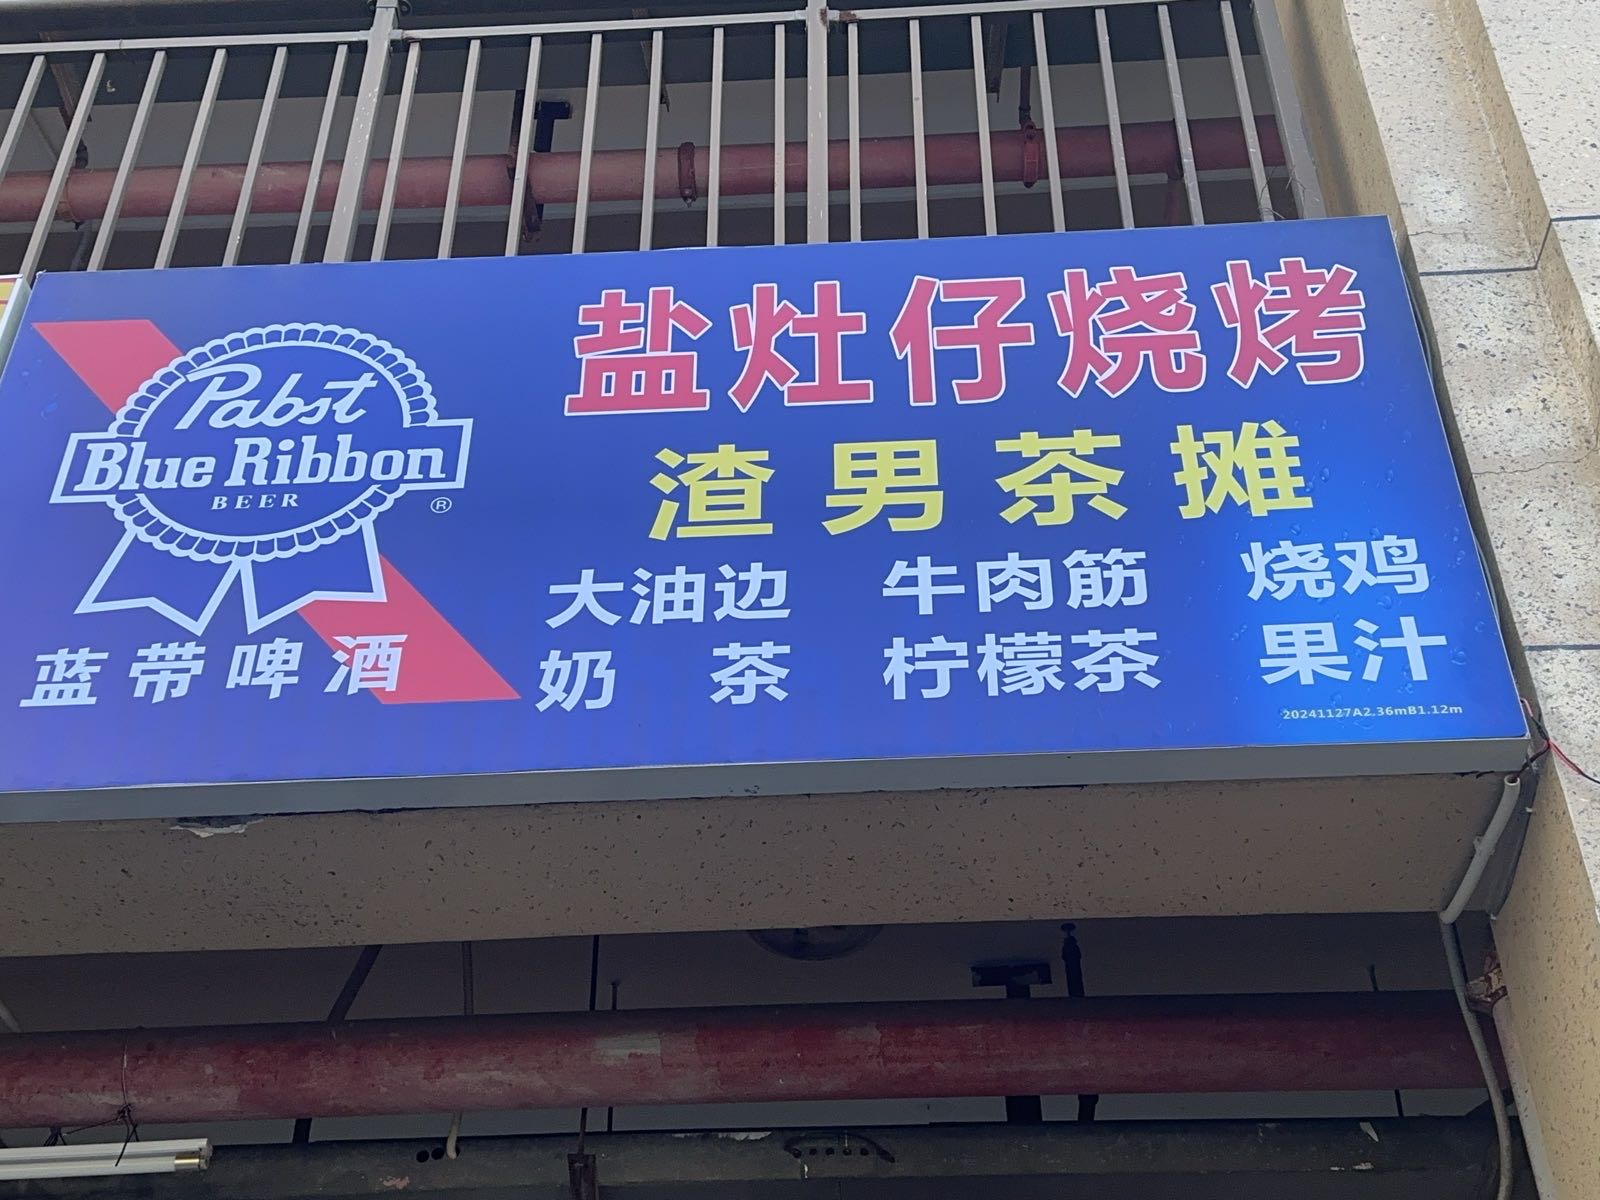 Pabst
Blue Ribbon
BEER
®
蓝带啤酒
盐灶仔烧烤
渣男茶摊
大油边 牛肉筋 烧鸡
奶茶 柠檬茶 果汁
20241127A2.36mB1.12m